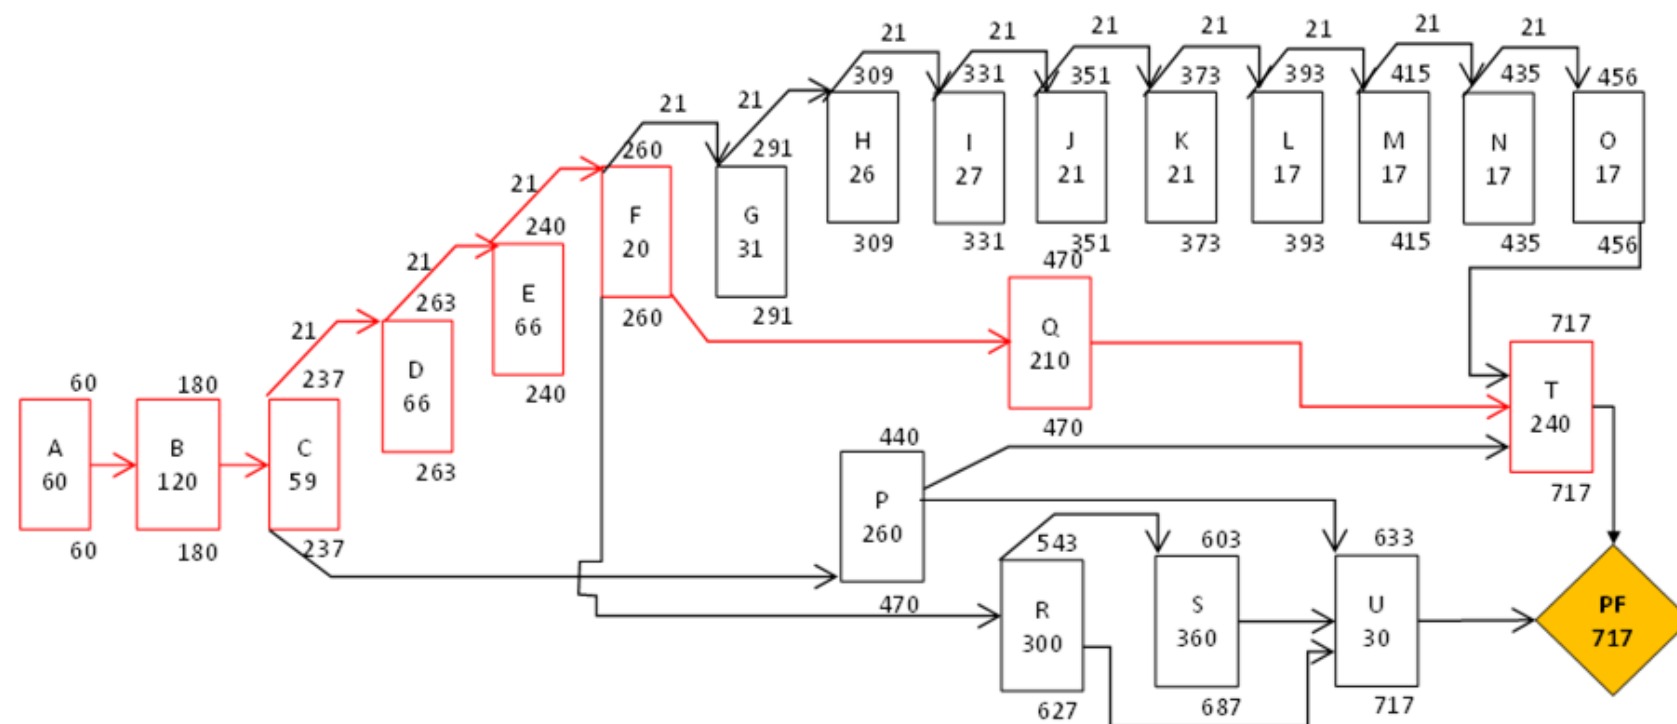 21 21 21 21 21 21 21
309 331 351 373 393 415 435 456
21 21
H
26
I
27
J
21
K
21
L
17
M
17
N
17
O
17
260 291
21
F
20
G
31
309 331 351 373 393 415 435 456
240
21
263
E
66
470
260 291
Q
210
21
237
D
66
717
T
240
60 180
240
A
60
B
120
C
59
263
440 470
P
260
717
60 180 237
543 603 633
470
R
300
S
360
U
30
PF
717
627 687 717